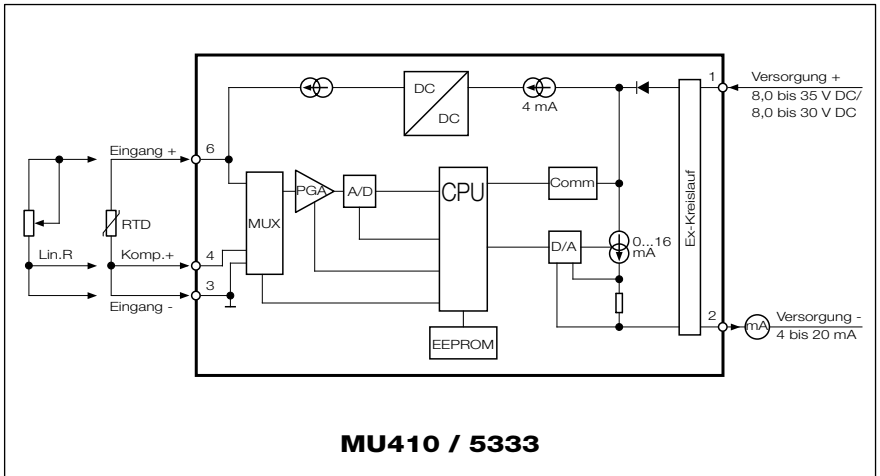 DC
DC
4 mA
1
Versorgung +
8,0 bis 35 V DC/
8,0 bis 30 V DC
Eingang +
6
MUX
PGA
A/D
CPU
Comm
RTD
Lin.R
Komp.+
4
3
Eingang -
D/A
0...16
mA
Ex-Kreislauf
EEPROM
2
mA
Versorgung -
4 bis 20 mA
MU410 / 5333